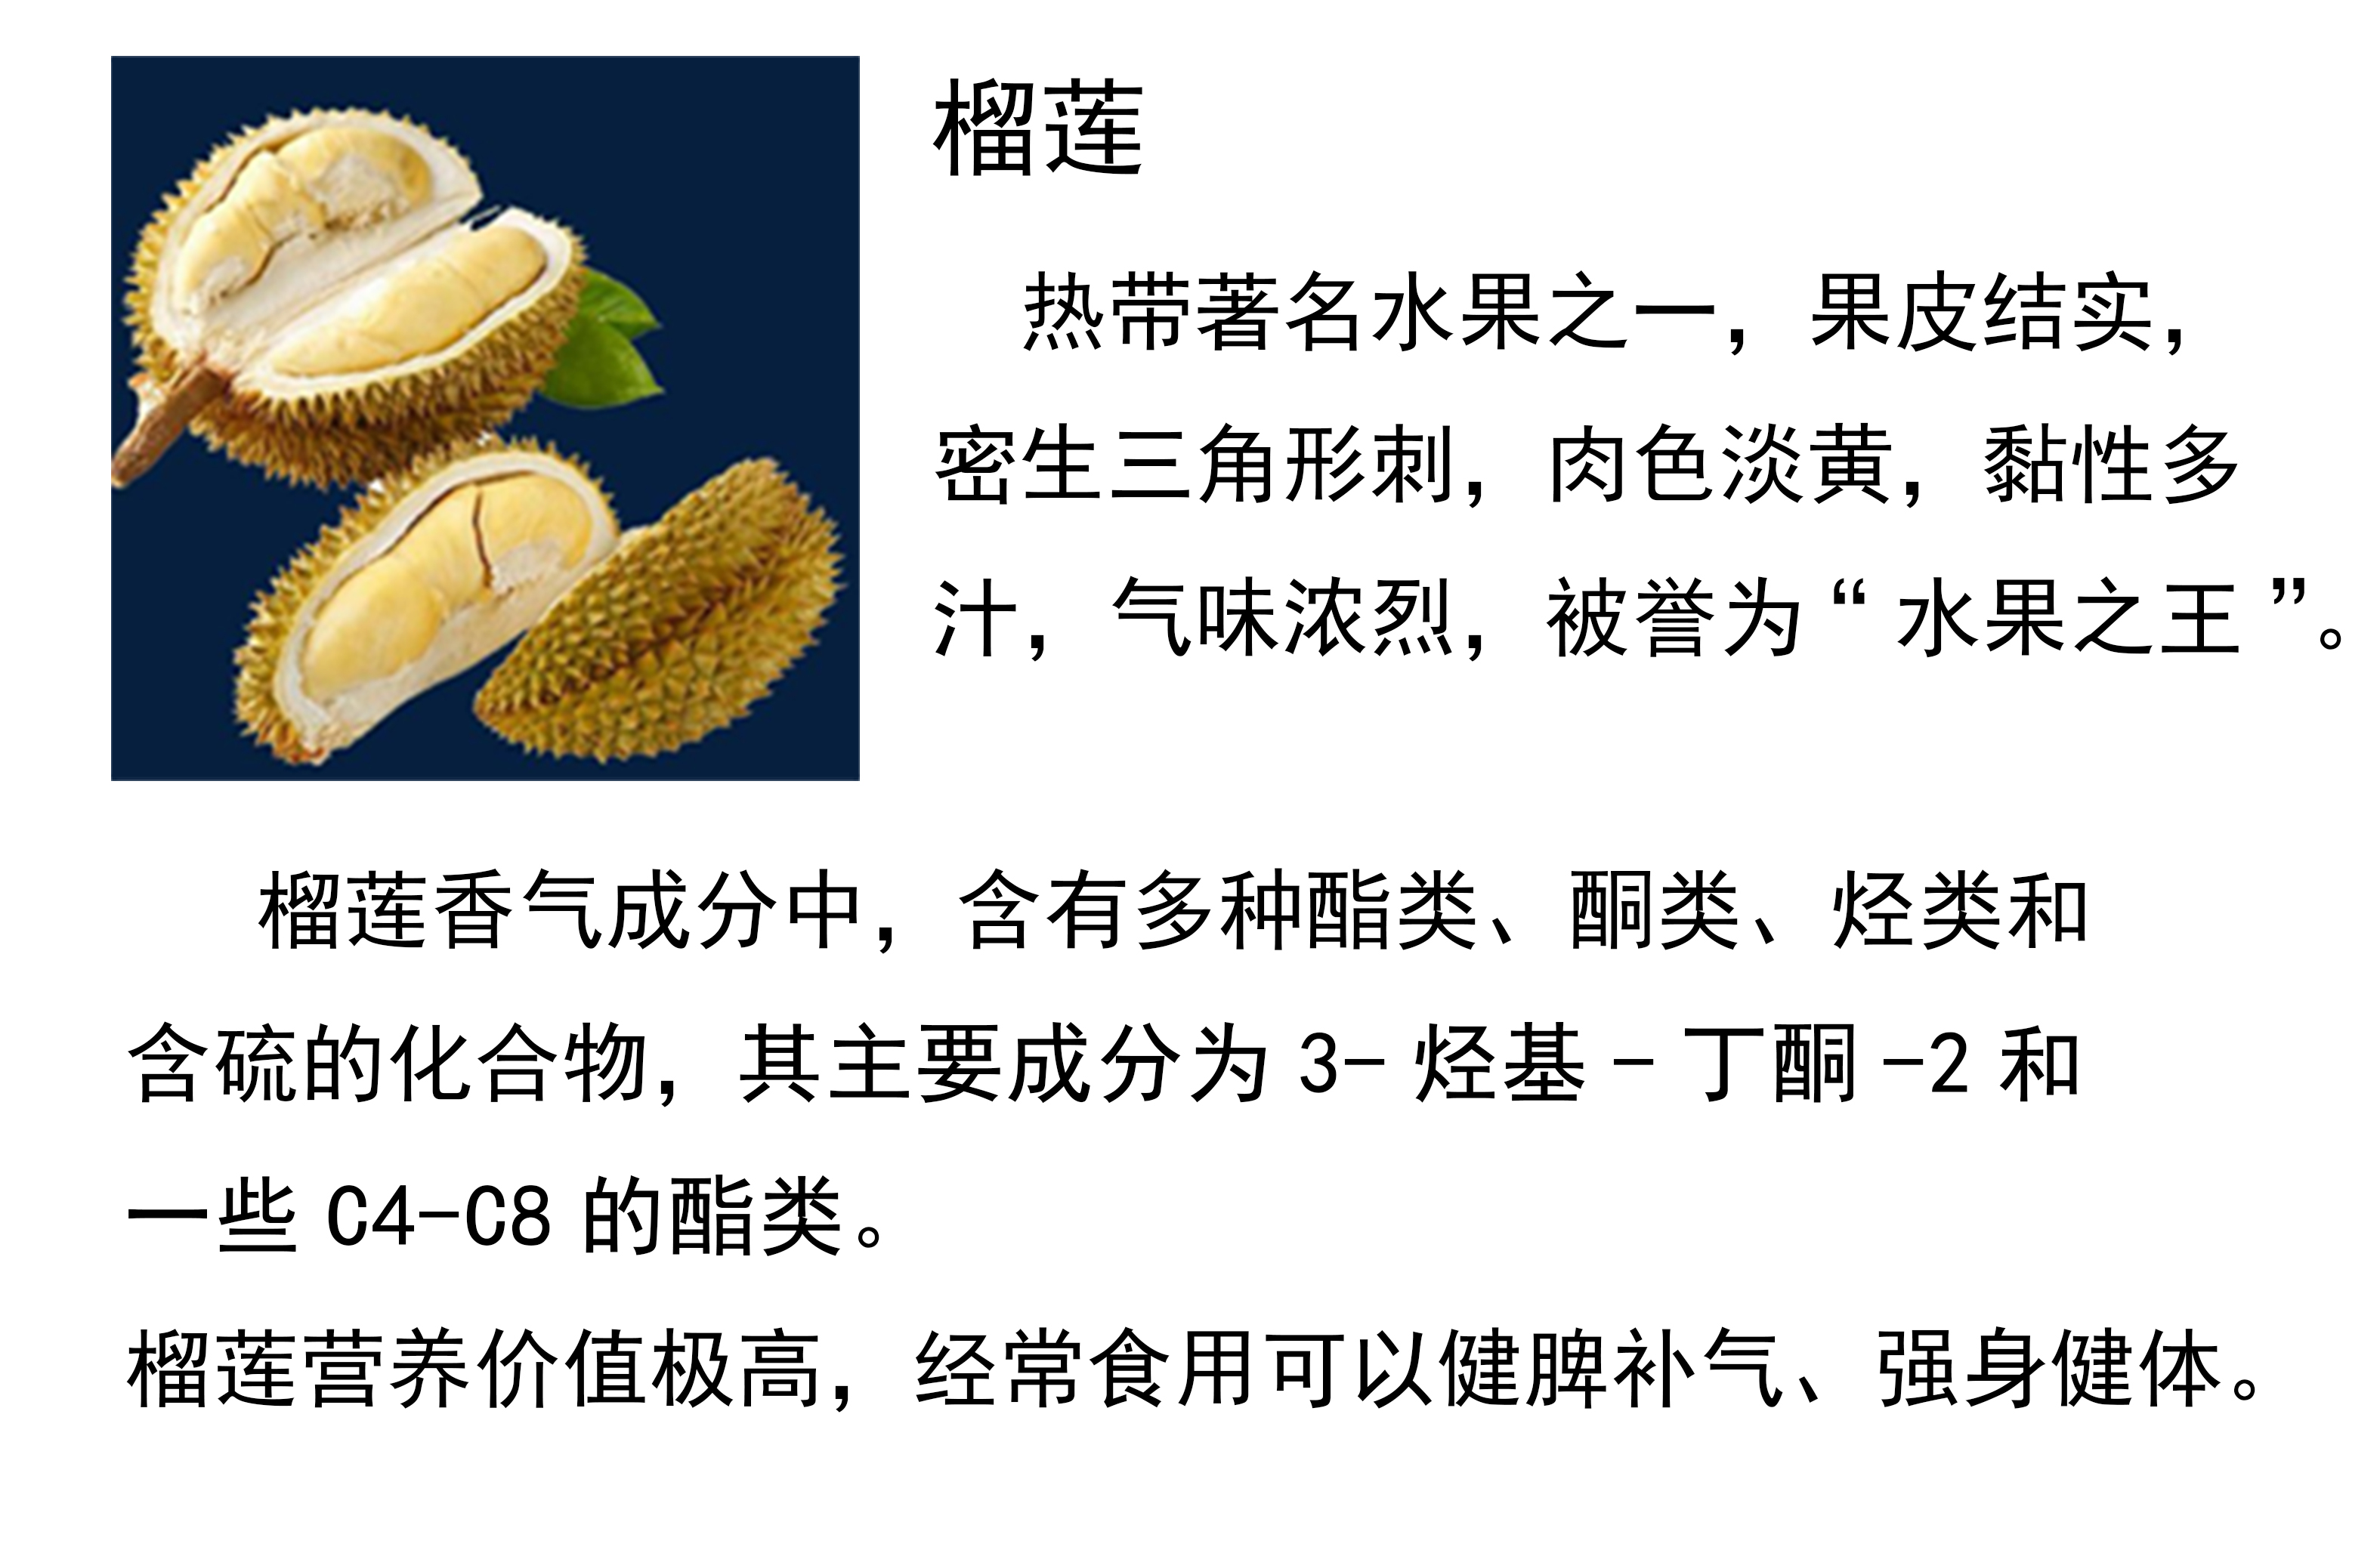 榴莲
热带著名水果之一，果皮结实，
密生三角形刺，肉色淡黄，黏性多
汁，气味浓烈，被誉为“水果之王”。
榴莲香气成分中，含有多种酯类、酮类、烃类和
含硫的化合物，其主要成分为 3- 烃基 - 丁酮 -2 和
一些 C4-C8 的酯类。
榴莲营养价值极高，经常食用可以健脾补气、强身健体。